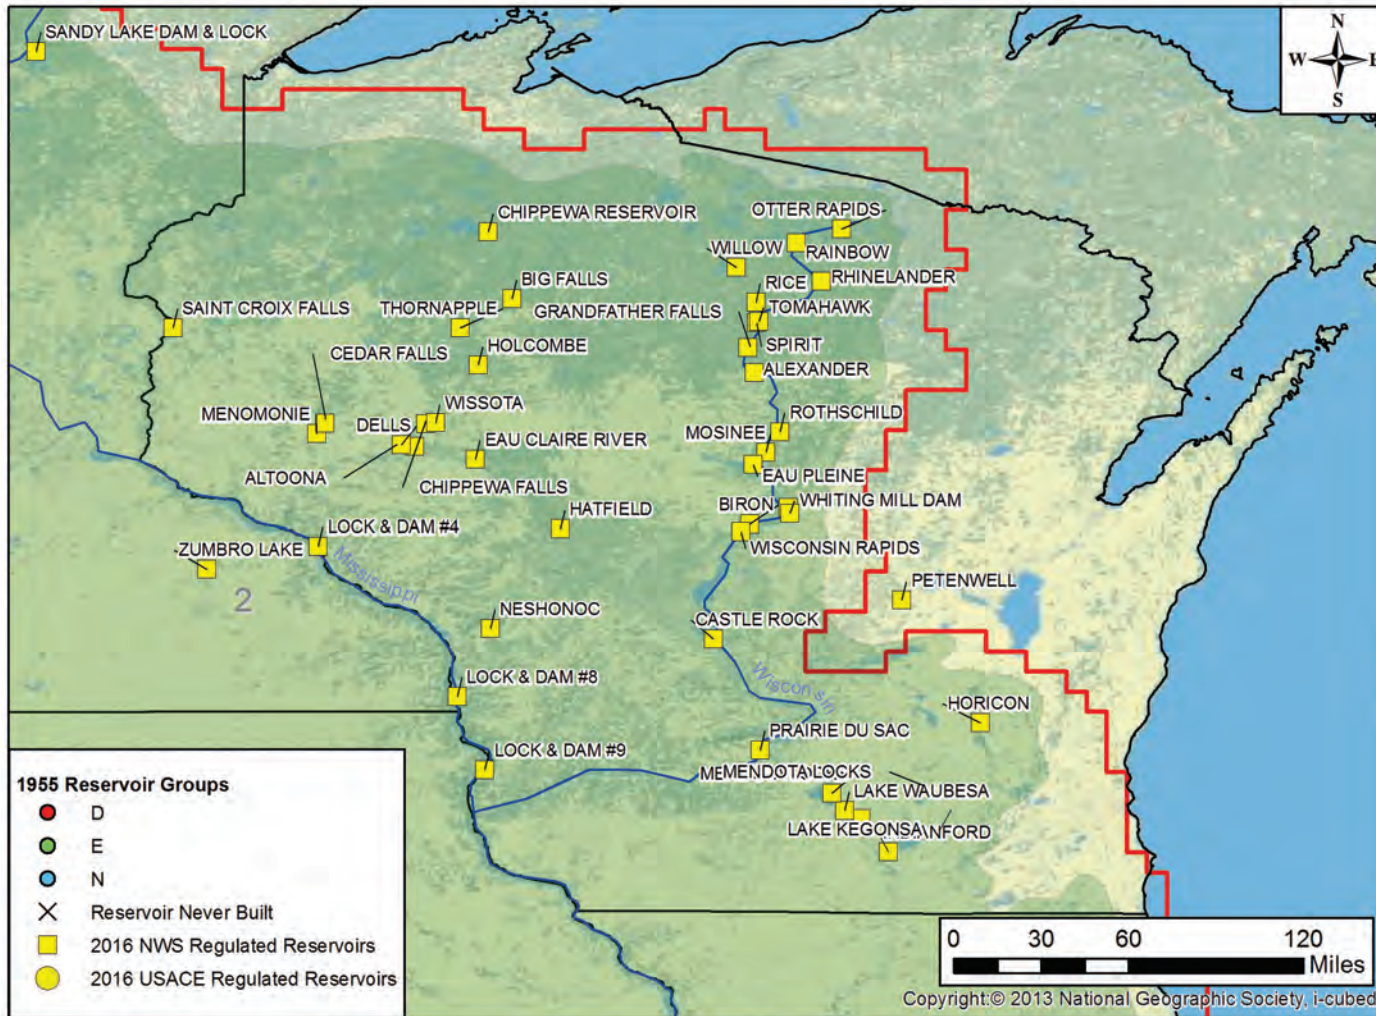 SANDY LAKE DAM & LOCK
N
W E
S
CHIPPEWA RESERVOIR
OTTER RAPIDS
WILLOW
RAINBOW
BIG FALLS
RICE
RHINELANDER
SAINT CROIX FALLS
THORNAPPLE
GRANDFATHER FALLS
TOMAHAWK
CEDAR FALLS
HOLCOMBE
SPIRIT
ALEXANDER
MENOMONIE
WISSOTA
ROTHSCHILD
DELLS
MOSINEE
EAU CLAIRE RIVER
ALTOONA
EAU PLEINE
CHIPPEWA FALLS
BIRON
WHITING MILL DAM
HATFIELD
LOCK & DAM #4
ZUMBRO LAKE
WISCONSIN RAPIDS
Mississippi
2
PETENWELL
NESHONOC
CASTLE ROCK
LOCK & DAM #8
Wisconsin
HORICON
LOCK & DAM #9
PRAIRIE DU SAC
MENDOTA LOCKS
LAKE WAUBESA
LAKE KEGONSA
1955 Reservoir Groups
D
E
N
Reservoir Never Built
2016 NWS Regulated Reservoirs
2016 USACE Regulated Reservoirs
0 30 60 120
Miles
Copyright:© 2013 National Geographic Society, i-cubed